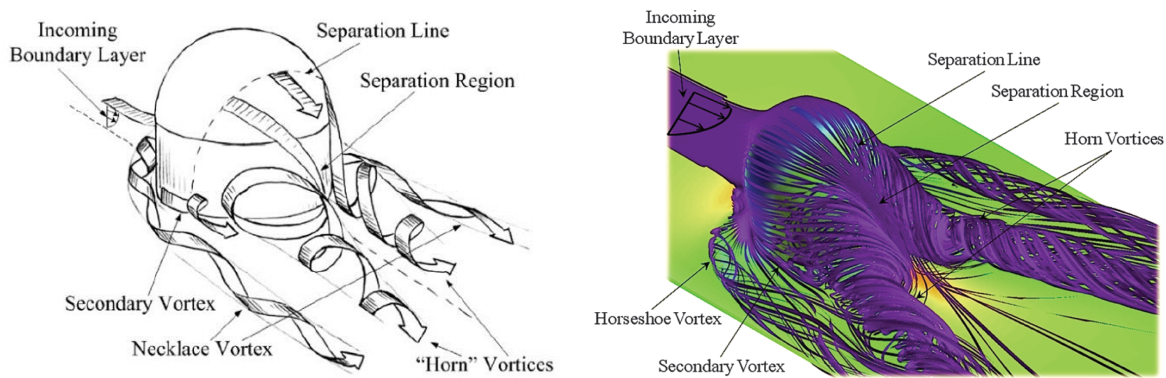 Incoming
Boundary Layer
Separation Line
Separation Region
Secondary Vortex
Necklace Vortex
"Horn" Vortices
Incoming
Boundary Layer
Separation Line
Separation Region
Horn Vortices
Horseshoe Vortex
Secondary Vortex